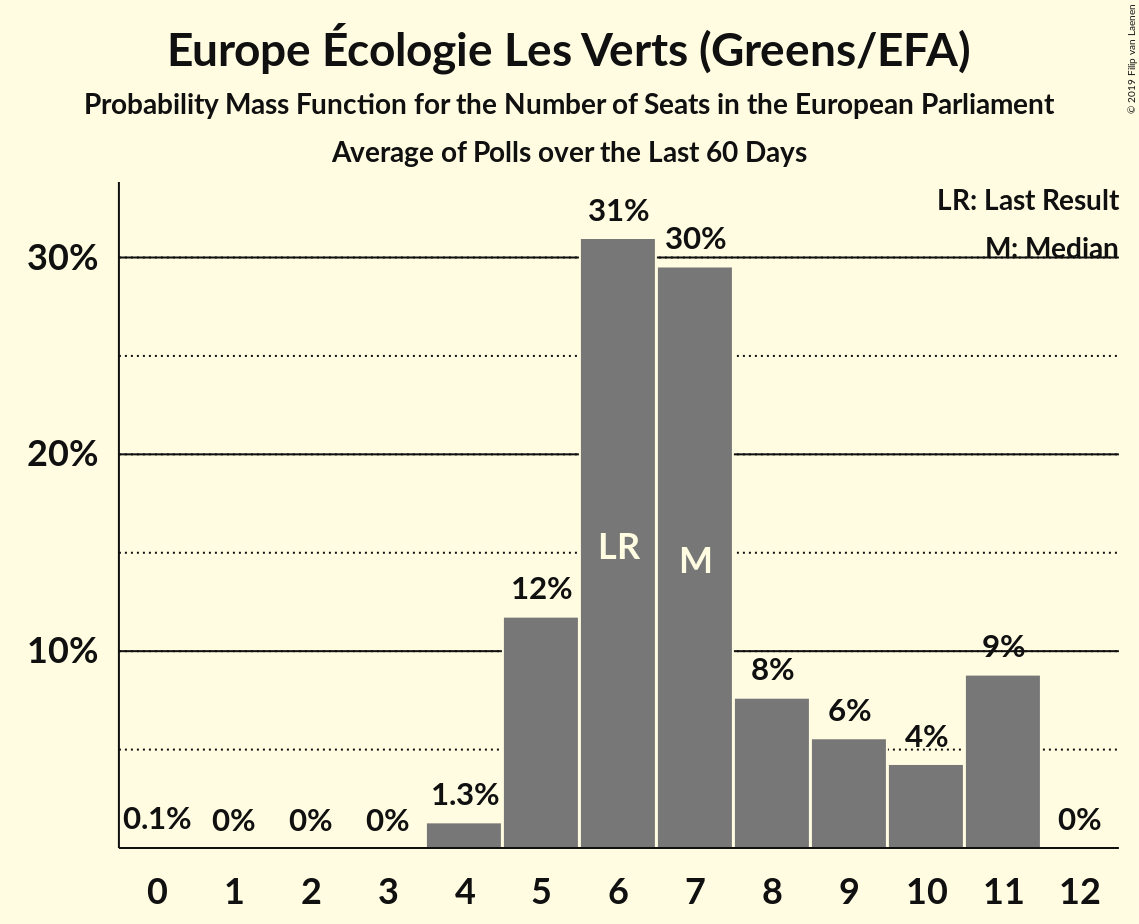 Europe Écologie Les Verts (Greens/EFA)
Probability Mass Function for the Number of Seats in the European Parliament
Average of Polls over the Last 60 Days
© 2019 Filip van Laenen
LR: Last Result
M: Median
30%
20%
10%
0.1%
0%
0%
0%
1.3%
12%
31%
30%
8%
6%
4%
9%
0%
LR
M
0 1 2 3 4 5 6 7 8 9 10 11 12